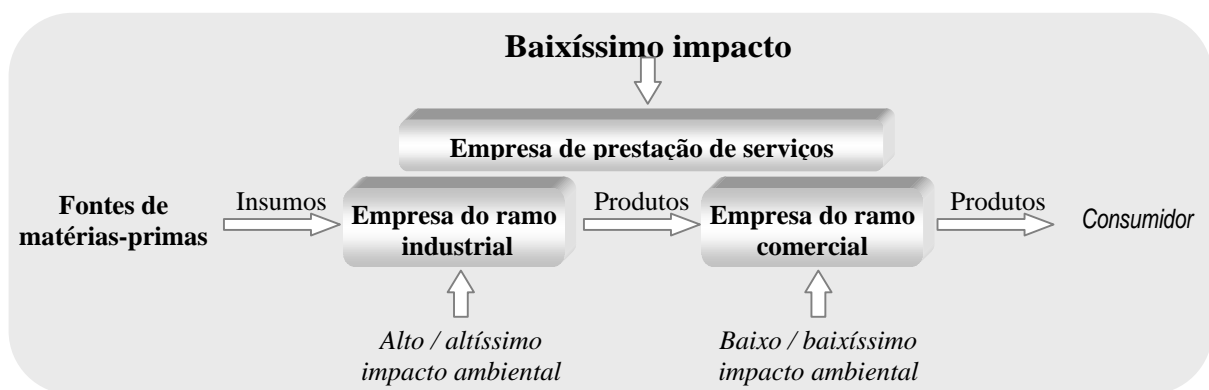 Baixíssimo impacto
Empresa de prestação de serviços
Fontes de
matérias-primas
Insumos
Empresa do ramo
industrial
Produtos
Empresa do ramo
comercial
Produtos
Consumidor
Alto / altíssimo
impacto ambiental
Baixo / baixíssimo
impacto ambiental